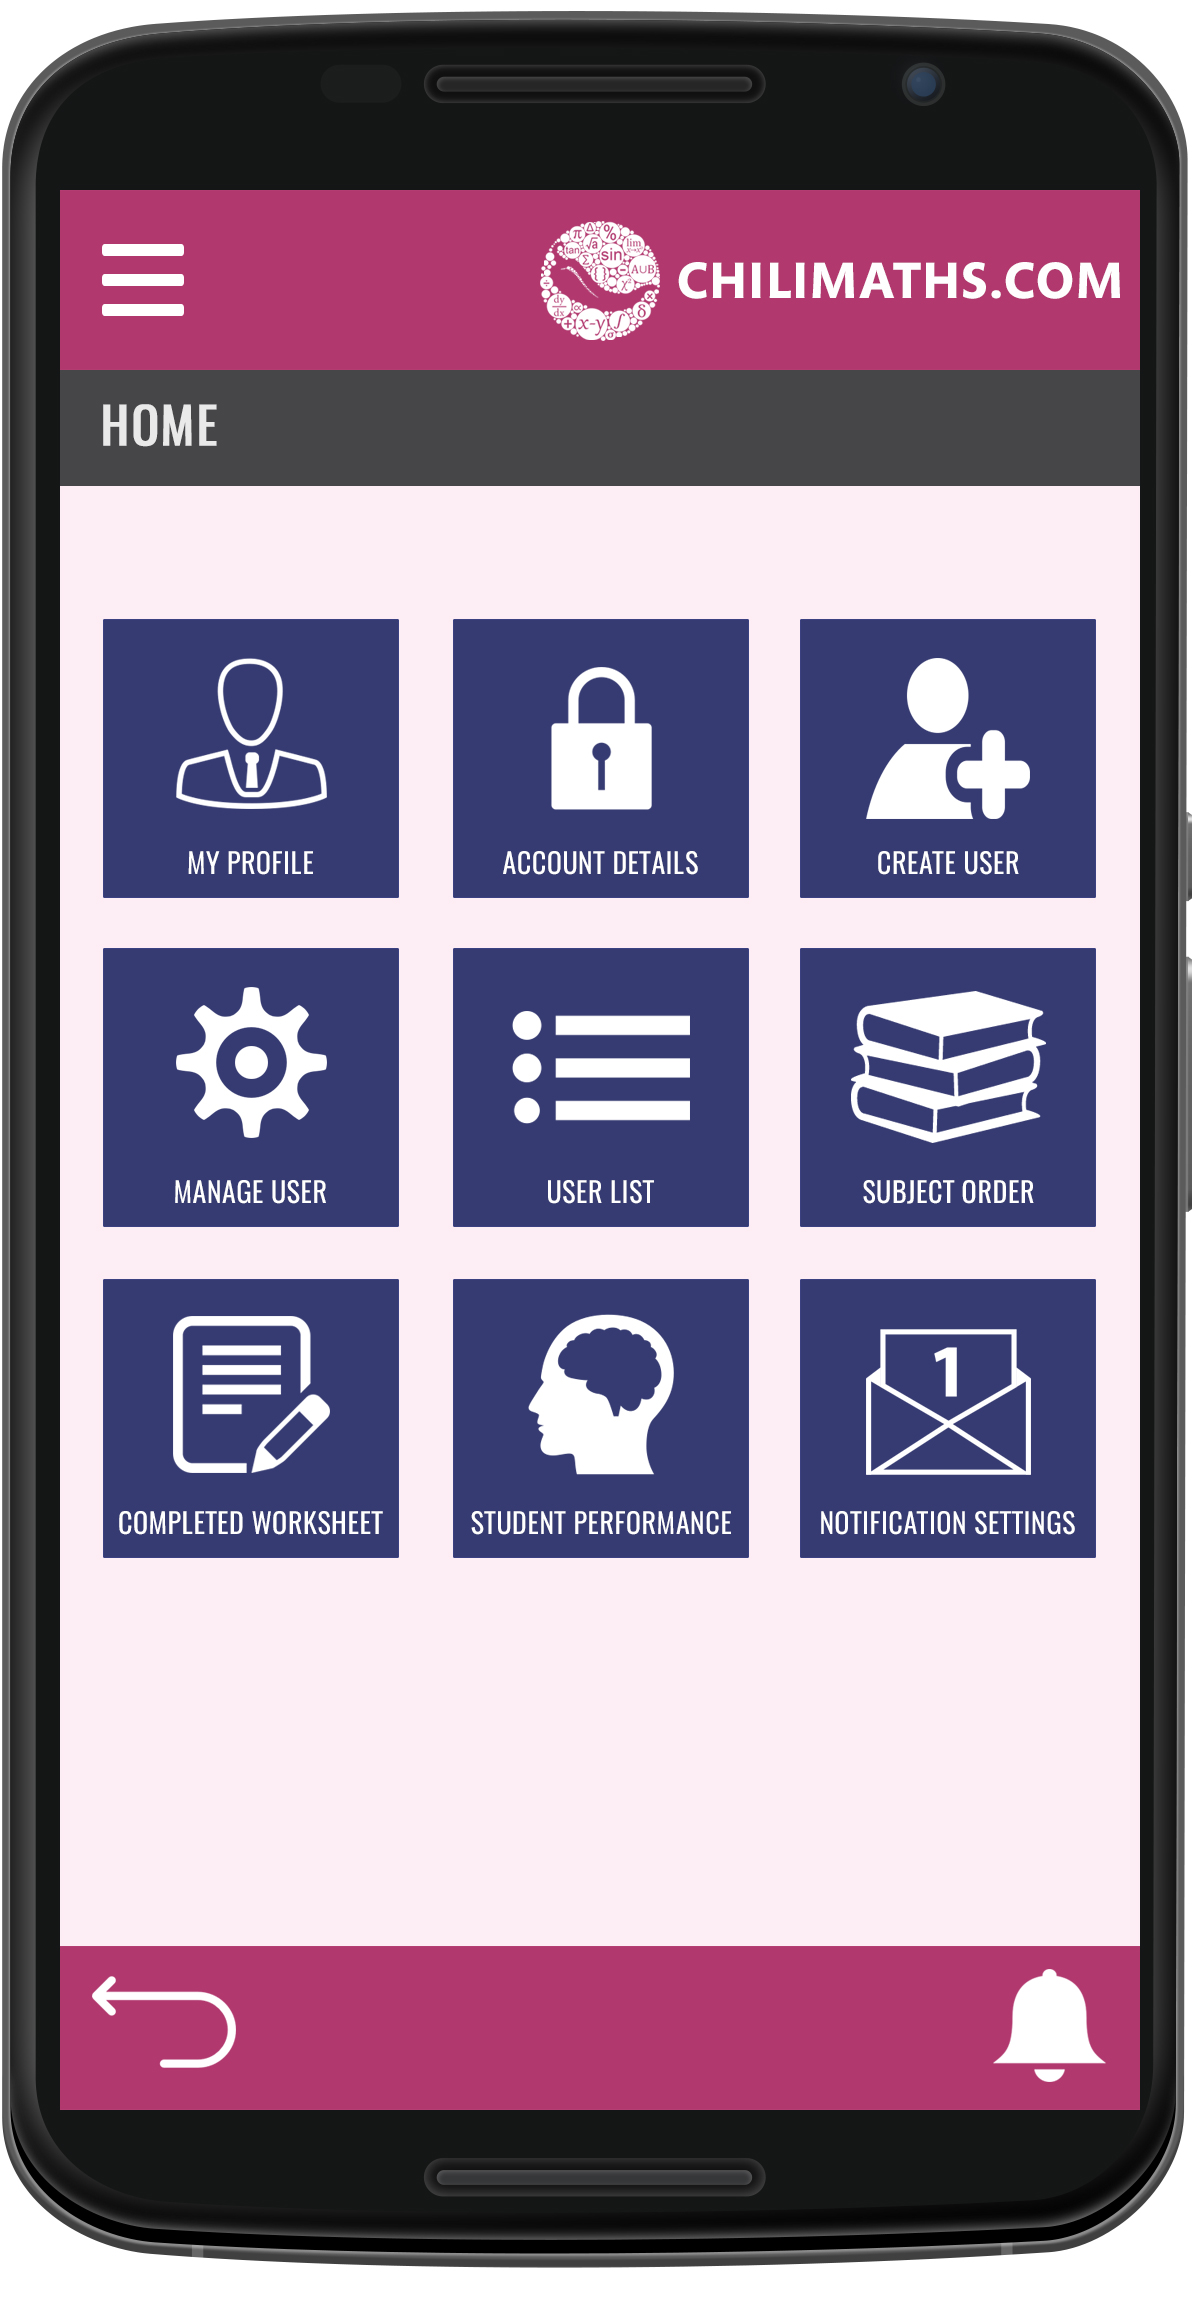 CHILIMATHS.COM
HOME
MY PROFILE
ACCOUNT DETAILS
CREATE USER
MANAGE USER
USER LIST
SUBJECT ORDER
1
COMPLETED WORKSHEET
STUDENT PERFORMANCE
NOTIFICATION SETTINGS